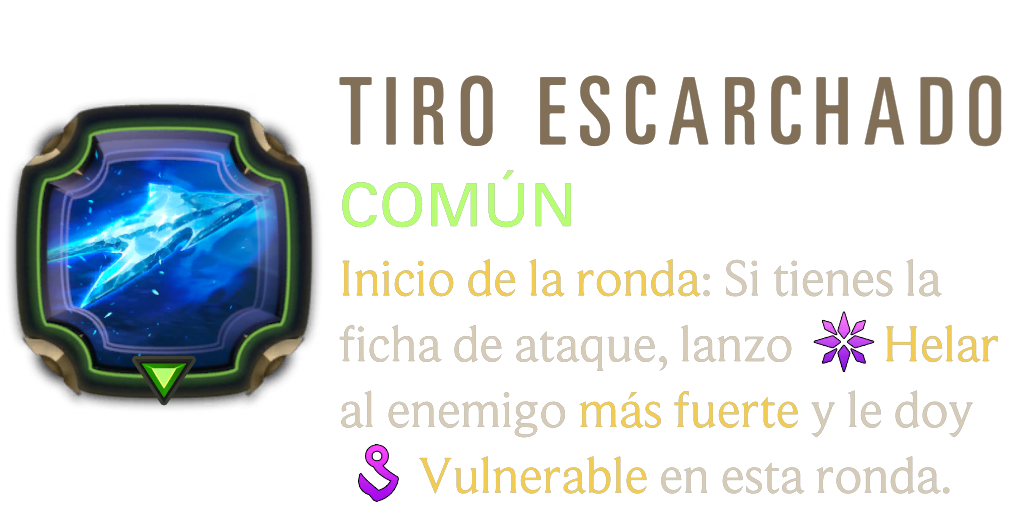 TIRO ESCARCHADO
COMÚN
Inicio de la ronda: Si tienes la
ficha de ataque, lanzo Helar
al enemigo más fuerte y le doy
Vulnerable en esta ronda.